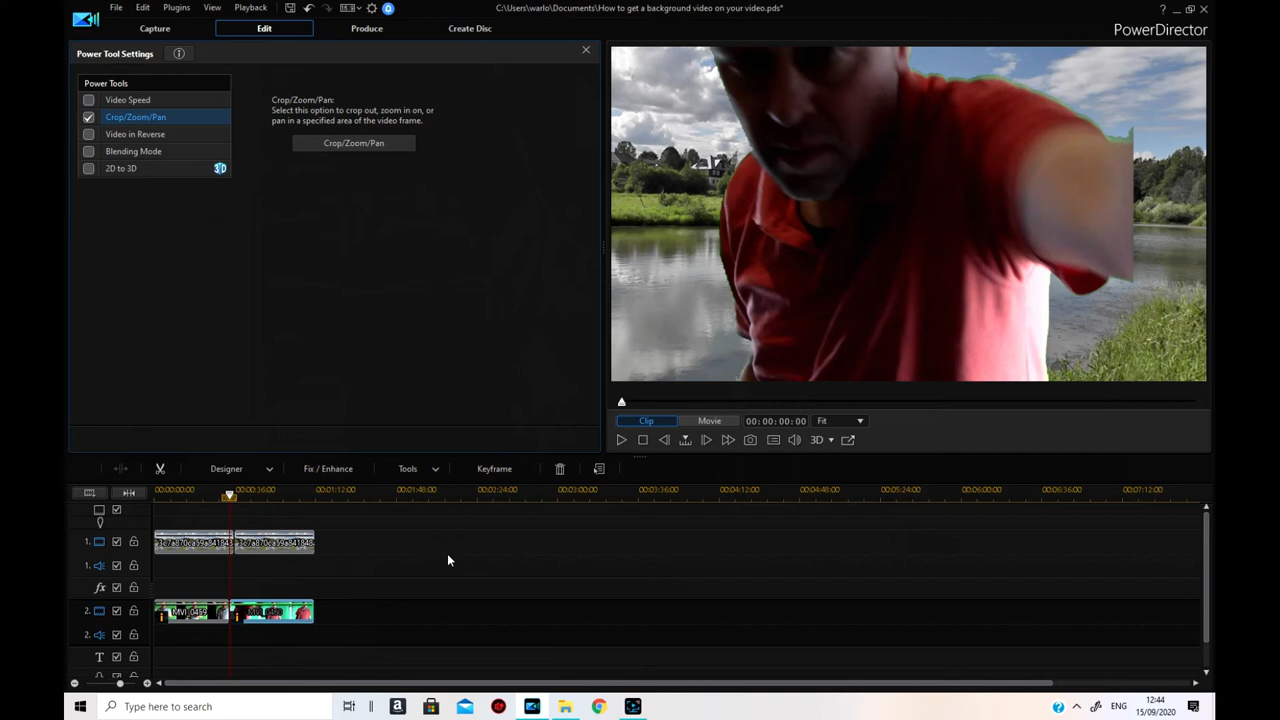 File Edit Plugins View Playback
C:\Users\warlo\Documents\How to get a background video on your video.pds*
Capture Edit Produce Create Disc
PowerDirector
Power Tool Settings
Power Tools
Video Speed
Crop/Zoom/Pan
Video in Reverse
Blending Mode
2D to 3D
3D
Crop/Zoom/Pan:
Select this option to crop out, zoom in on, or
pan in a specified area of the video frame.
Crop/Zoom/Pan
Clip Movie 00:00:00:00 Fit
3D
Designer Fix / Enhance Tools Keyframe
00:00:00:00 00:00:36:00 00:01:12:00 00:01:48:00 00:02:24:00 00:03:00:00 00:03:36:00 00:04:12:00 00:04:48:00 00:05:24:00 00:06:00:00 00:06:36:00 00:07:12:00
1.
1.
fx
2.
2.
T
Type here to search
ENG
12:44
15/09/2020